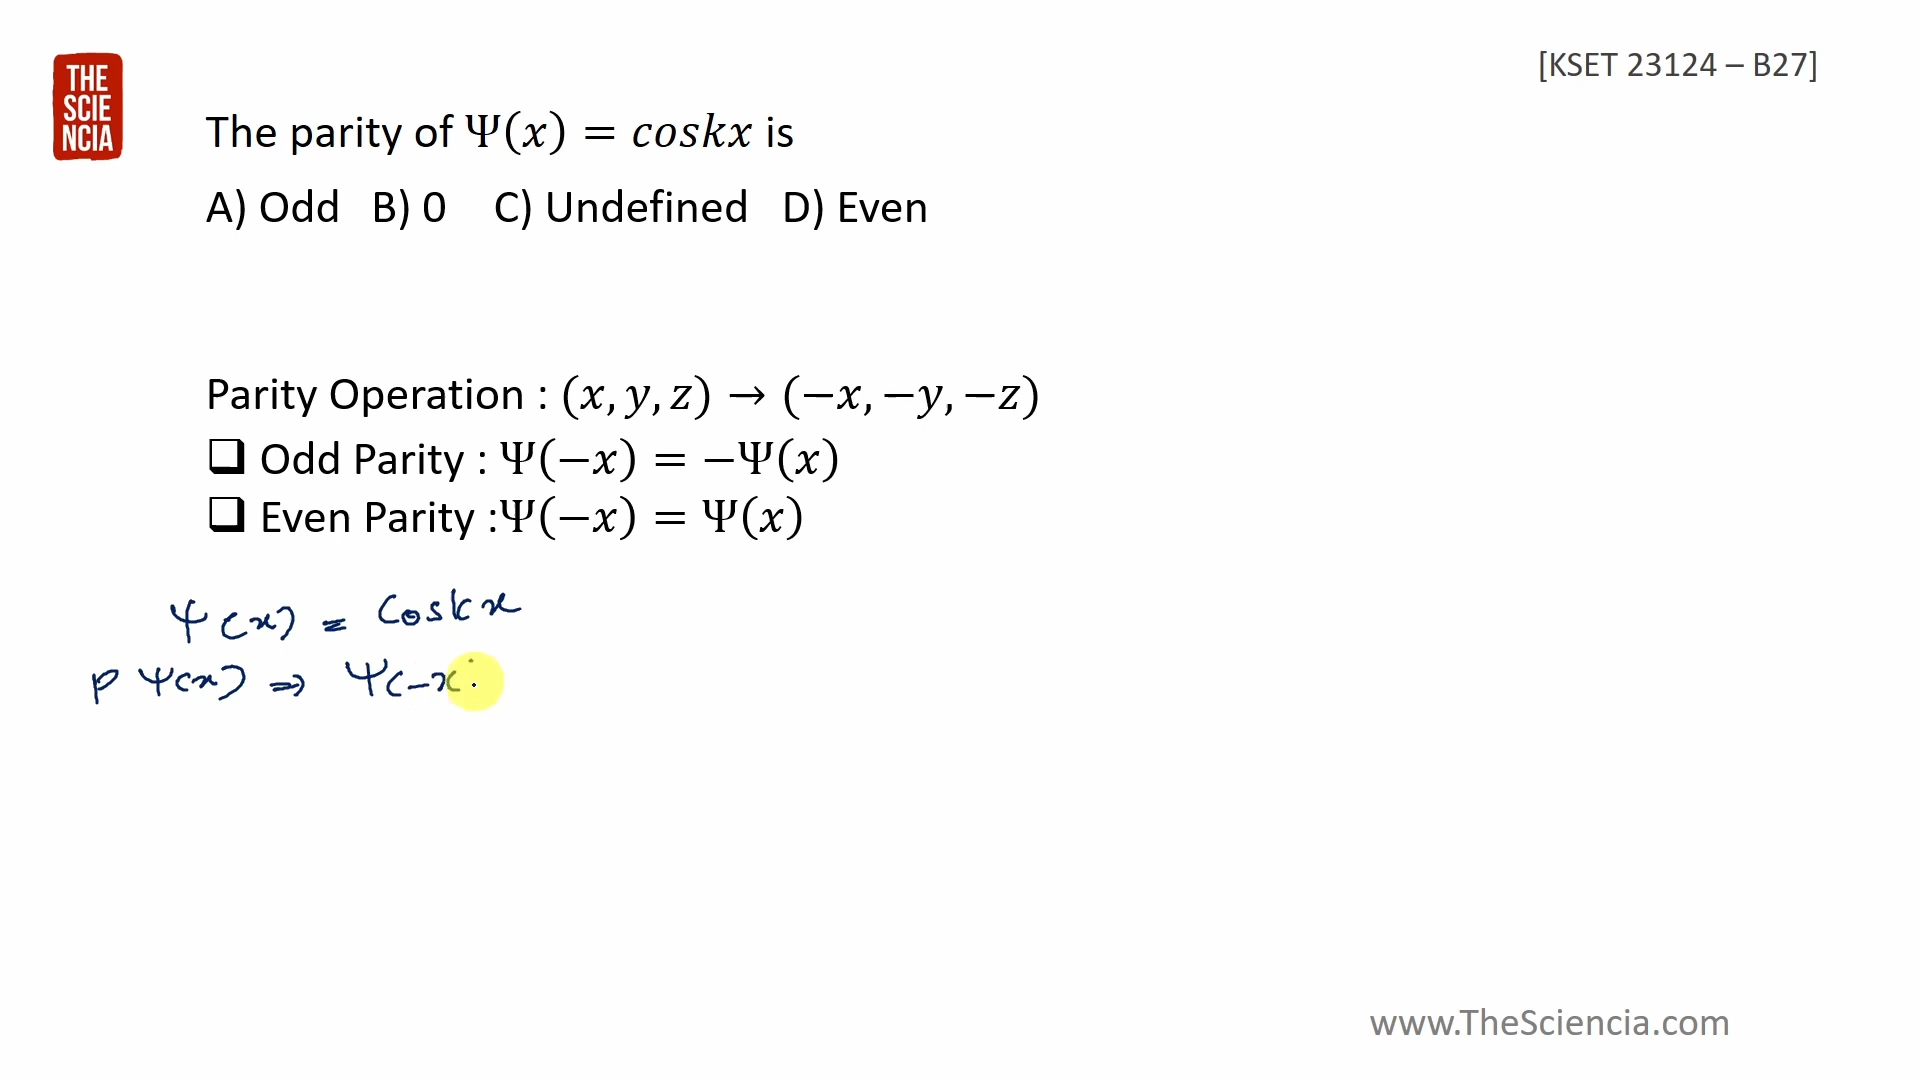 THE
SCIE
NCIA
[KSET 23124 – B27]
The parity of Ψ(x) = coskx is
A) Odd B) 0 C) Undefined D) Even
Parity Operation : (x, y, z) → (−x, −y, −z)
❑ Odd Parity : Ψ(−x) = −Ψ(x)
❑ Even Parity :Ψ(−x) = Ψ(x)
Ψ(x) = Coskx
P Ψ(x) ⇒ Ψ(−x
www.TheSciencia.com